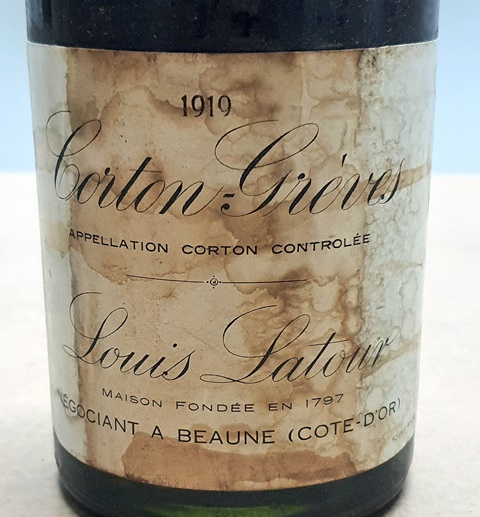 1919
Corton-Grèves
APPELLATION CORTON CONTROLÉE
Louis Latour
MAISON FONDÉE EN 1797
NÉGOCIANT A BEAUNE (COTE-D'OR)